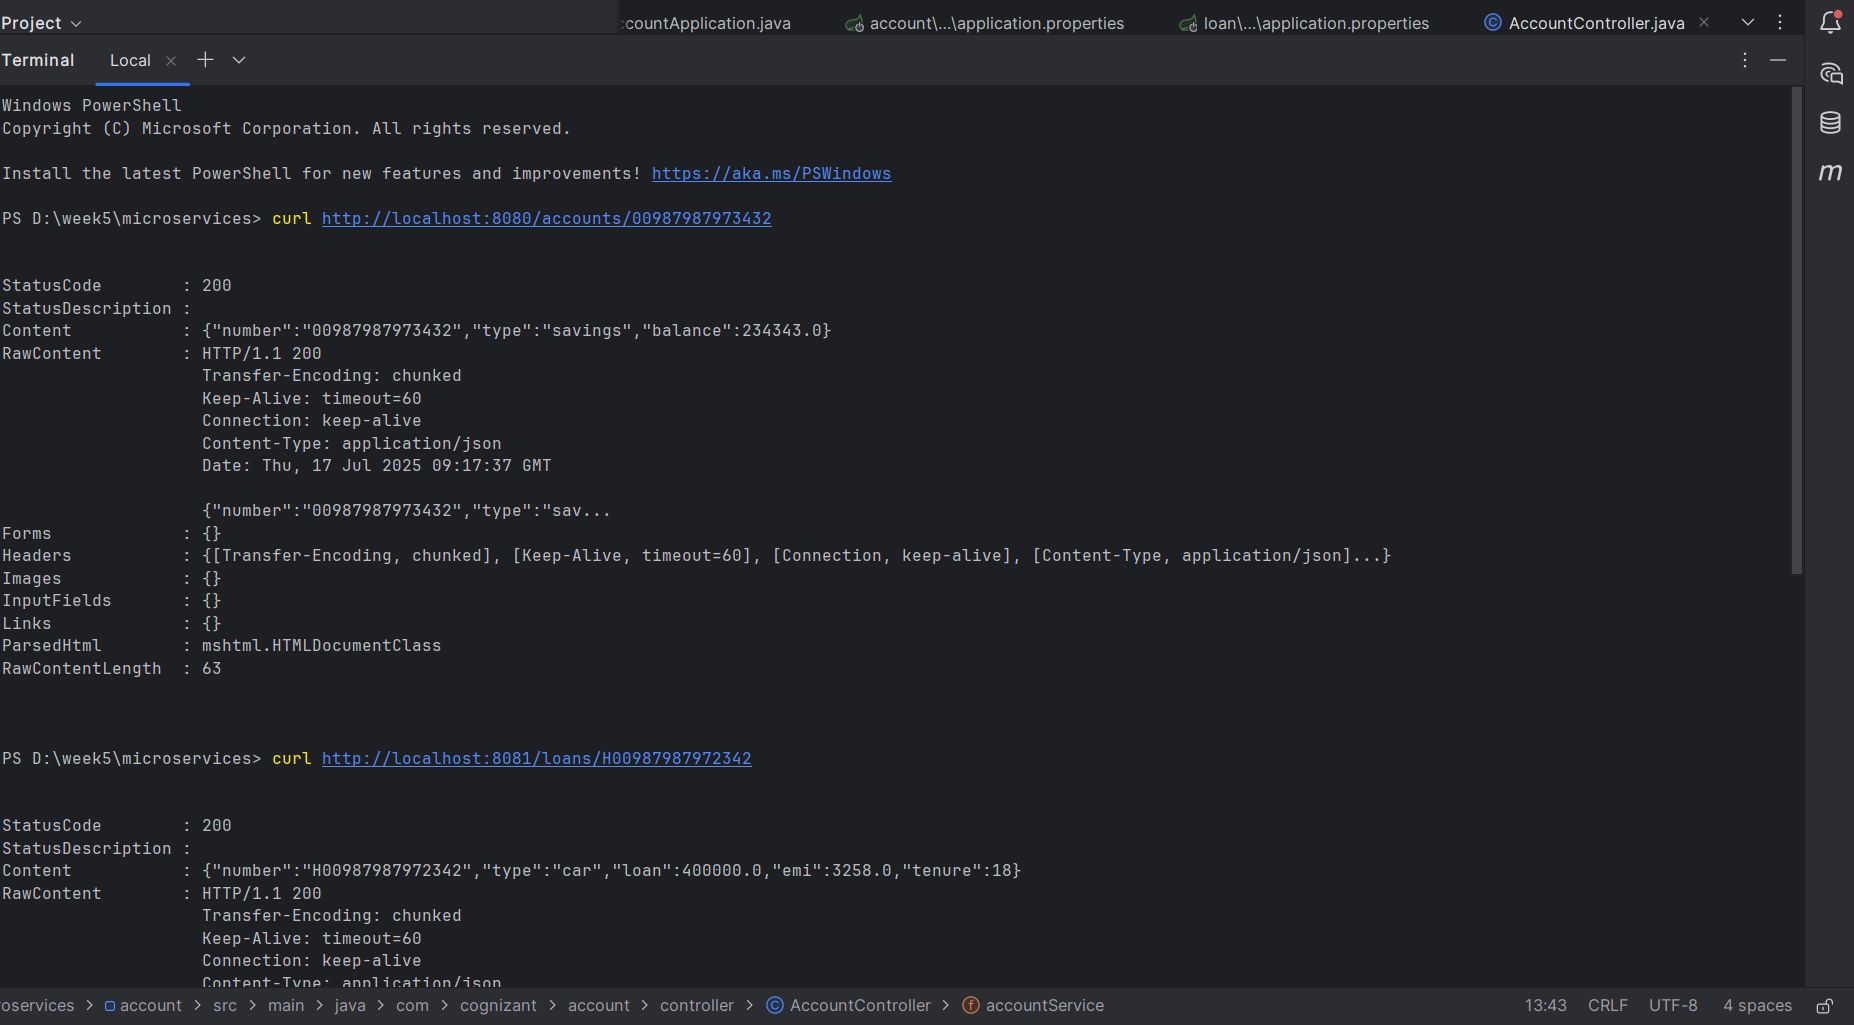 Project
countApplication.java
account\...\application.properties
loan\...\application.properties
AccountController.java
Terminal
Local
Windows PowerShell
Copyright (C) Microsoft Corporation. All rights reserved.
Install the latest PowerShell for new features and improvements! https://aka.ms/PSWindows
PS D:\week5\microservices> curl http://localhost:8080/accounts/00987987973432
StatusCode        : 200
StatusDescription :
Content           : {"number":"00987987973432","type":"savings","balance":234343.0}
RawContent        : HTTP/1.1 200
Transfer-Encoding: chunked
Keep-Alive: timeout=60
Connection: keep-alive
Content-Type: application/json
Date: Thu, 17 Jul 2025 09:17:37 GMT
{"number":"00987987973432","type":"sav...
Forms             : {}
Headers           : {[Transfer-Encoding, chunked], [Keep-Alive, timeout=60], [Connection, keep-alive], [Content-Type, application/json]...}
Images            : {}
InputFields       : {}
Links             : {}
ParsedHtml        : mshtml.HTMLDocumentClass
RawContentLength  : 63
PS D:\week5\microservices> curl http://localhost:8081/loans/H00987987972342
StatusCode        : 200
StatusDescription :
Content           : {"number":"H00987987972342","type":"car","loan":400000.0,"emi":3258.0,"tenure":18}
RawContent        : HTTP/1.1 200
Transfer-Encoding: chunked
Keep-Alive: timeout=60
Connection: keep-alive
Content-Type: application/json
roservices > account > src > main > java > com > cognizant > account > controller > AccountController > accountService
13:43 CRLF UTF-8 4 spaces